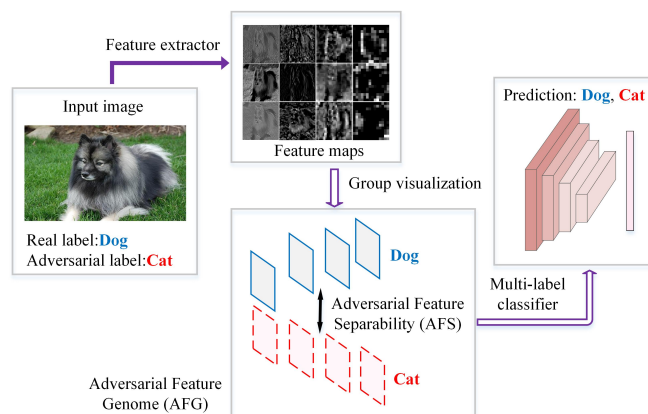 Feature extractor
Input image
Real label:Dog
Adversarial label:Cat
Feature maps
Group visualization
Prediction: Dog, Cat
Multi-label
classifier
Dog
Adversarial Feature
Separability (AFS)
Cat
Adversarial Feature
Genome (AFG)